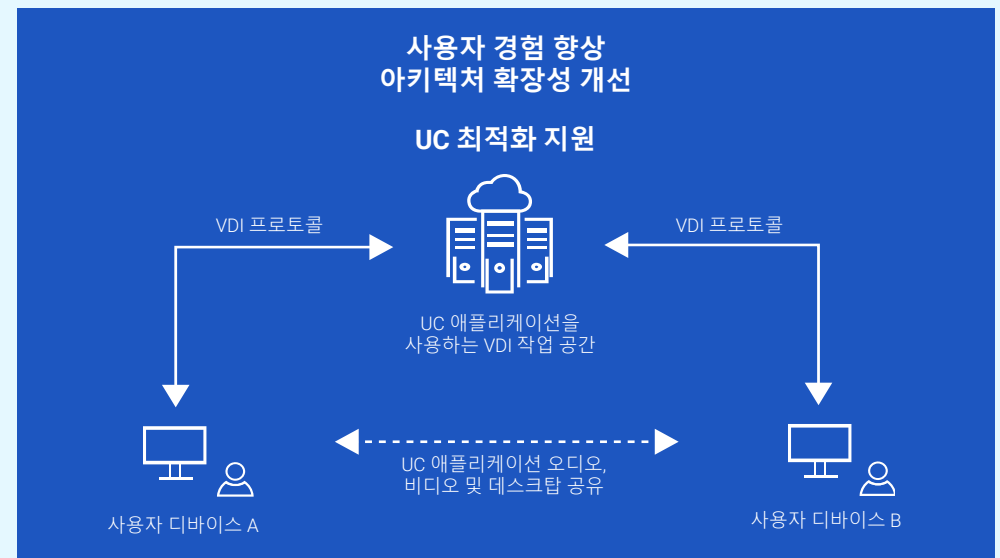 사용자 경험 향상
아키텍처 확장성 개선
UC 최적화 지원
VDI 프로토콜
VDI 프로토콜
UC 애플리케이션을
사용하는 VDI 작업 공간
UC 애플리케이션 오디오,
비디오 및 데스크탑 공유
사용자 디바이스 A
사용자 디바이스 B